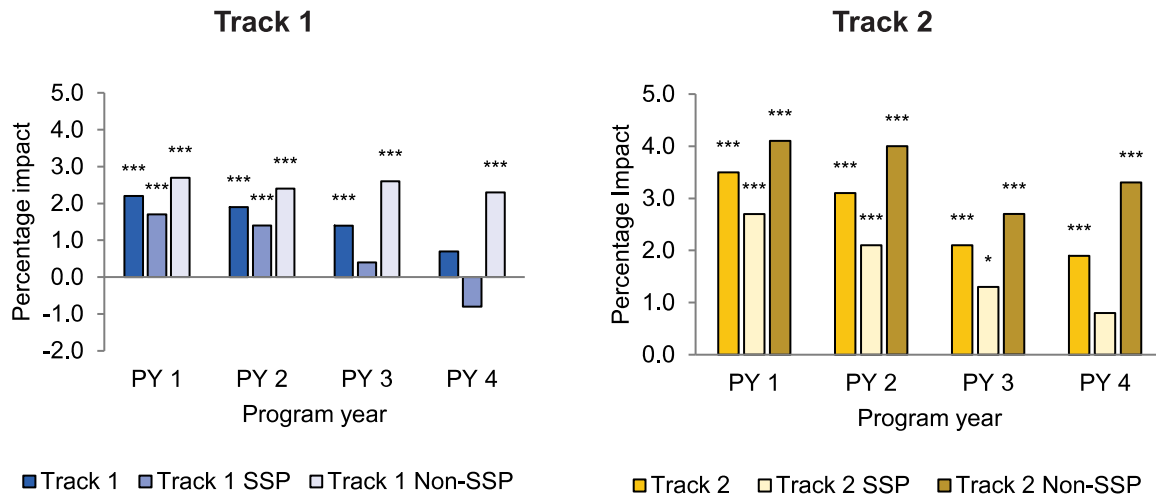 Track 1
Percentage impact
5.0
4.0
3.0
2.0
1.0
0.0
-1.0
-2.0
*** *** ***
*** *** ***
*** ***
***
PY 1 PY 2 PY 3 PY 4
Program year
Track 1 Track 1 SSP Track 1 Non-SSP
Track 2
Percentage Impact
5.0
4.0
3.0
2.0
1.0
0.0
*** *** ***
*** *** ***
*** * ***
*** ***
PY 1 PY 2 PY 3 PY 4
Program year
Track 2 Track 2 SSP Track 2 Non-SSP